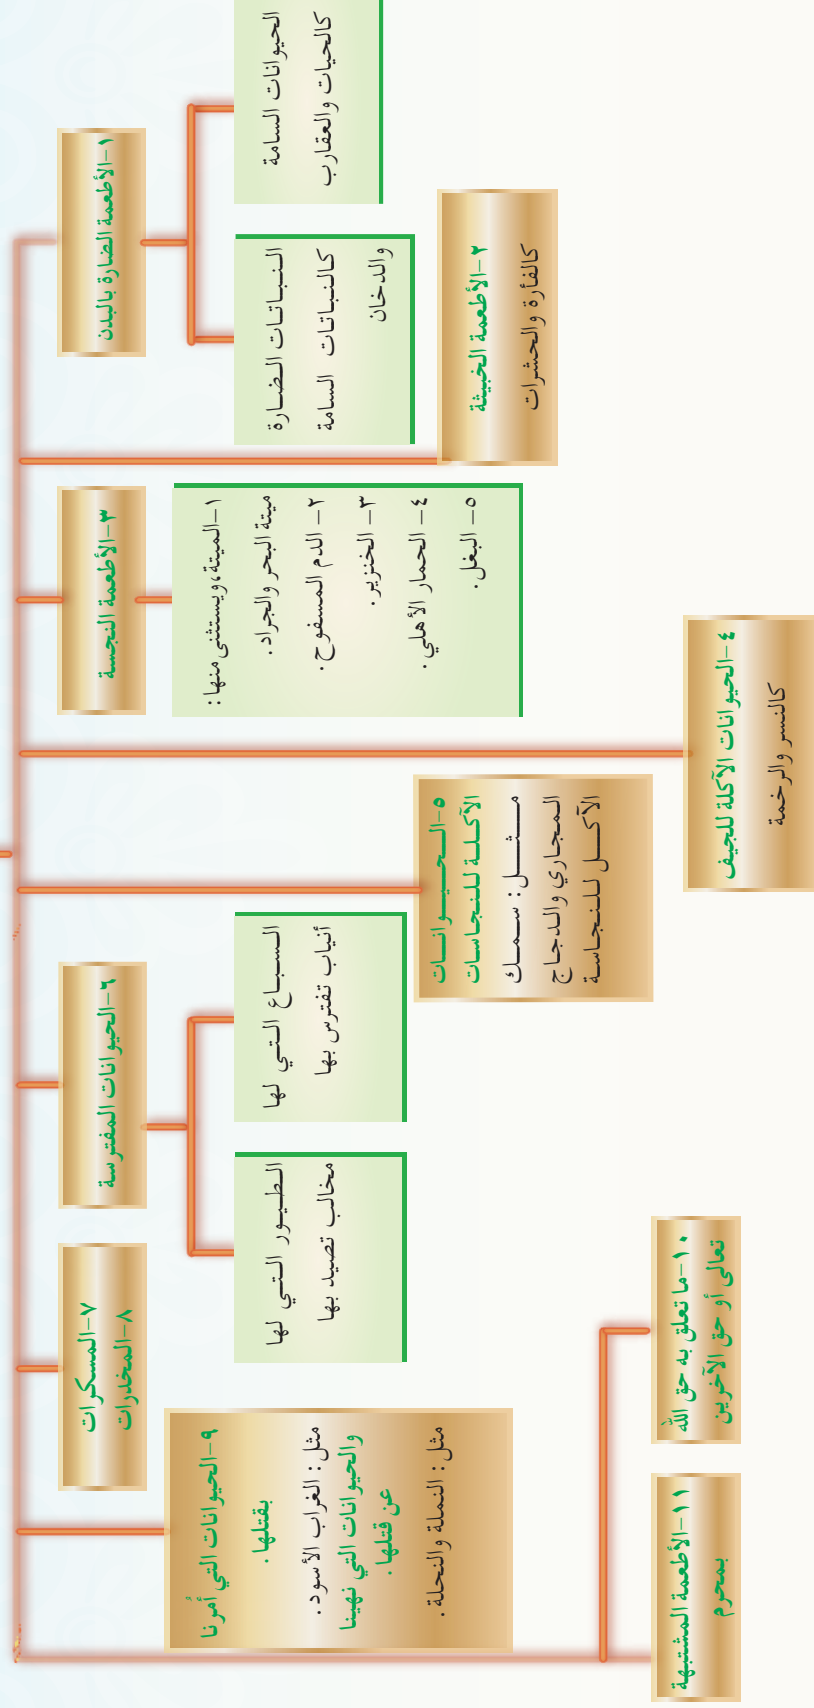 ١-الأطعمة الضارة بالبدن
الحيوانات السامة
كالحيات والعقارب
النباتات الضارة
كالنباتات السامة
والدخان
٢-الأطعمة الخبيثة
كالفأرة والحشرات
٣-الأطعمة النجسة
١-الميتة،ويستثنى منها:
ميتة البحر والجراد.
٢- الدم المسفوح.
٣- الخنزير.
٤- الحمار الأهلي.
٥- البغل.
٤-الحيوانات الآكلة للجيف
كالنسر والرخمة
٥-الحيوانات
الآكلة للنجاسات
مثل: سمك
المجاري والدجاج
الآكل للنجاسة
٦-الحيوانات المفترسة
السباع التي لها
أنياب تفترس بها
الطيور التي لها
مخالب تصيد بها
٧-المسكرات
٨-المخدرات
٩-الحيوانات التي أُمرنا
بقتلها.
مثل: الغراب الأسود.
والحيوانات التي نهينا
عن قتلها.
مثل: النملة والنحلة.
١٠-ما تعلق به حق الله
تعالى أو حق الآخرين
١١-الأطعمة المشتبهة
بمحرم